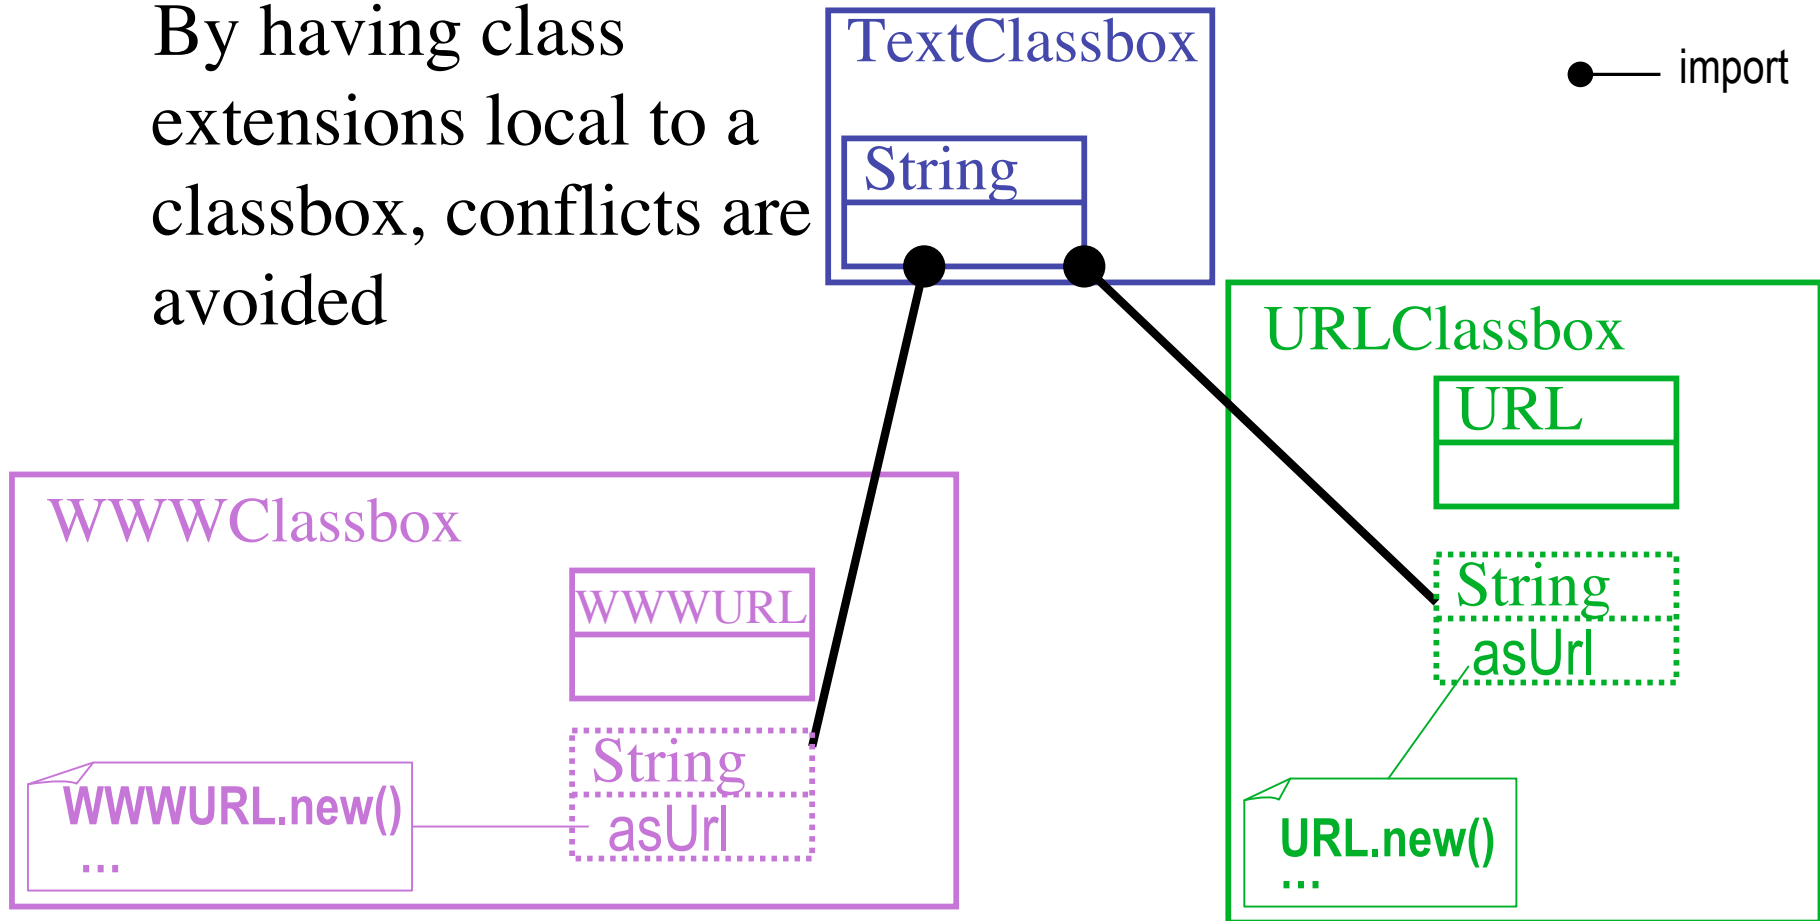 By having class
extensions local to a
classbox, conflicts are
avoided
TextClassbox
String
import
URLClassbox
URL
String
asUrl
URL.new()
...
WWWClassbox
WWWURL
String
asUrl
WWWURL.new()
...